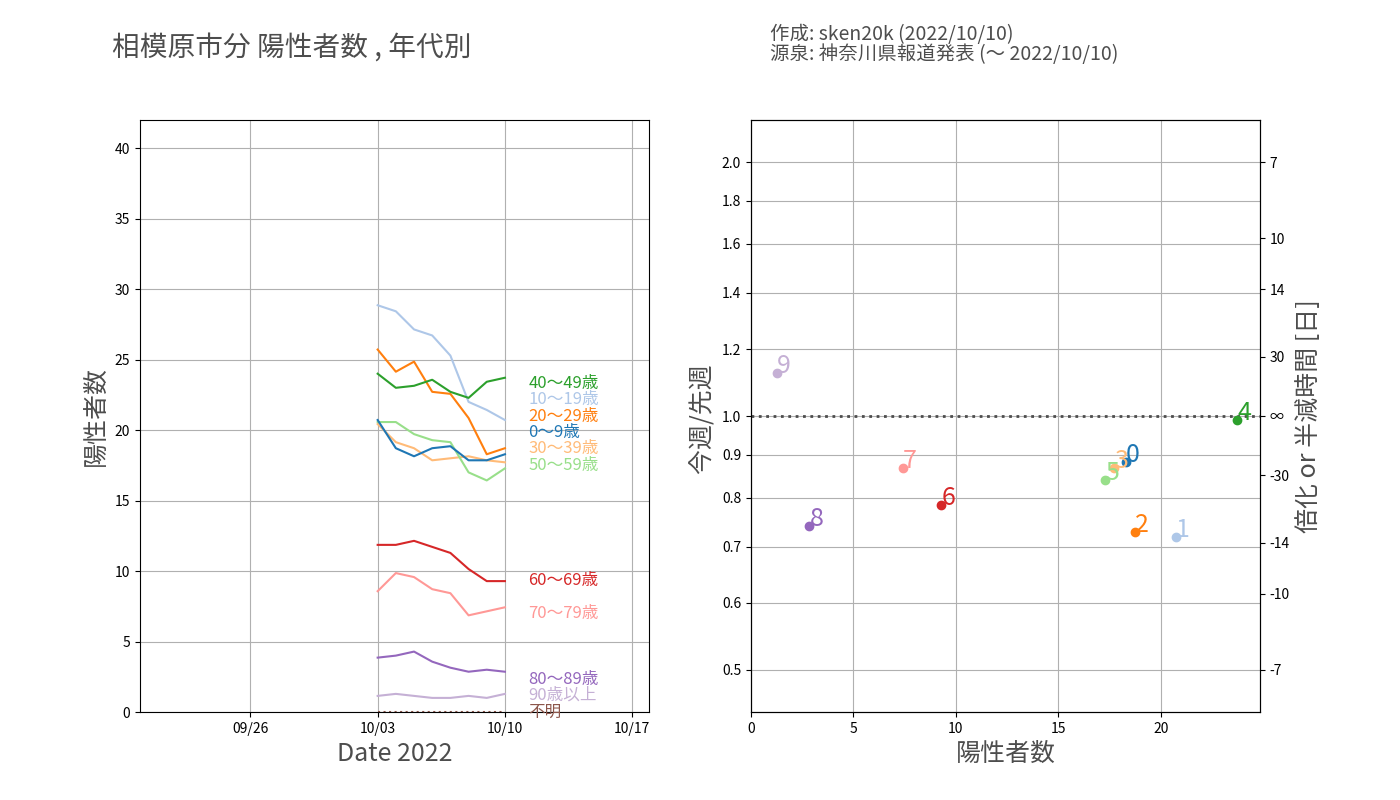 相模原市分 陽性者数 , 年代別
作成: sken20k (2022/10/10)
源泉: 神奈川県報道発表 (～ 2022/10/10)
陽性者数
40
35
30
25
20
15
10
5
0
40～49歳
10～19歳
20～29歳
0～9歳
30～39歳
50～59歳
60～69歳
70～79歳
80～89歳
90歳以上
不明
09/26
10/03
10/10
10/17
Date 2022
今週/先週
2.0
1.8
1.6
1.4
1.2
1.0
0.9
0.8
0.7
0.6
0.5
9
4
0
3
5
7
6
8
2
1
7
10
14
30
∞
-30
-14
-10
-7
倍化 or 半減時間 [日]
0
5
10
15
20
陽性者数